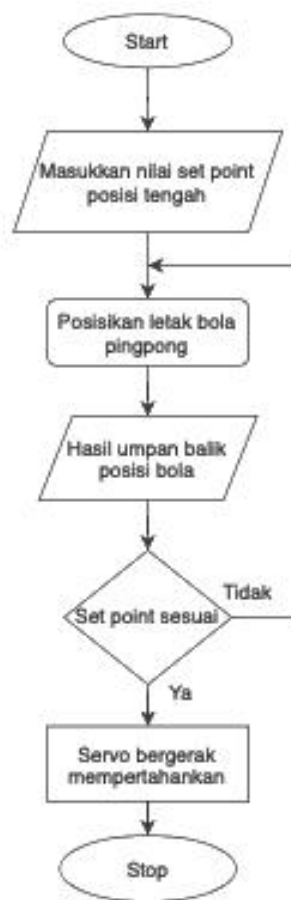 Start
Masukkan nilai set point
posisi tengah
Posisikan letak bola
pingpong
Hasil umpan balik
posisi bola
Set point sesuai
Tidak
Ya
Servo bergerak
mempertahankan
Stop